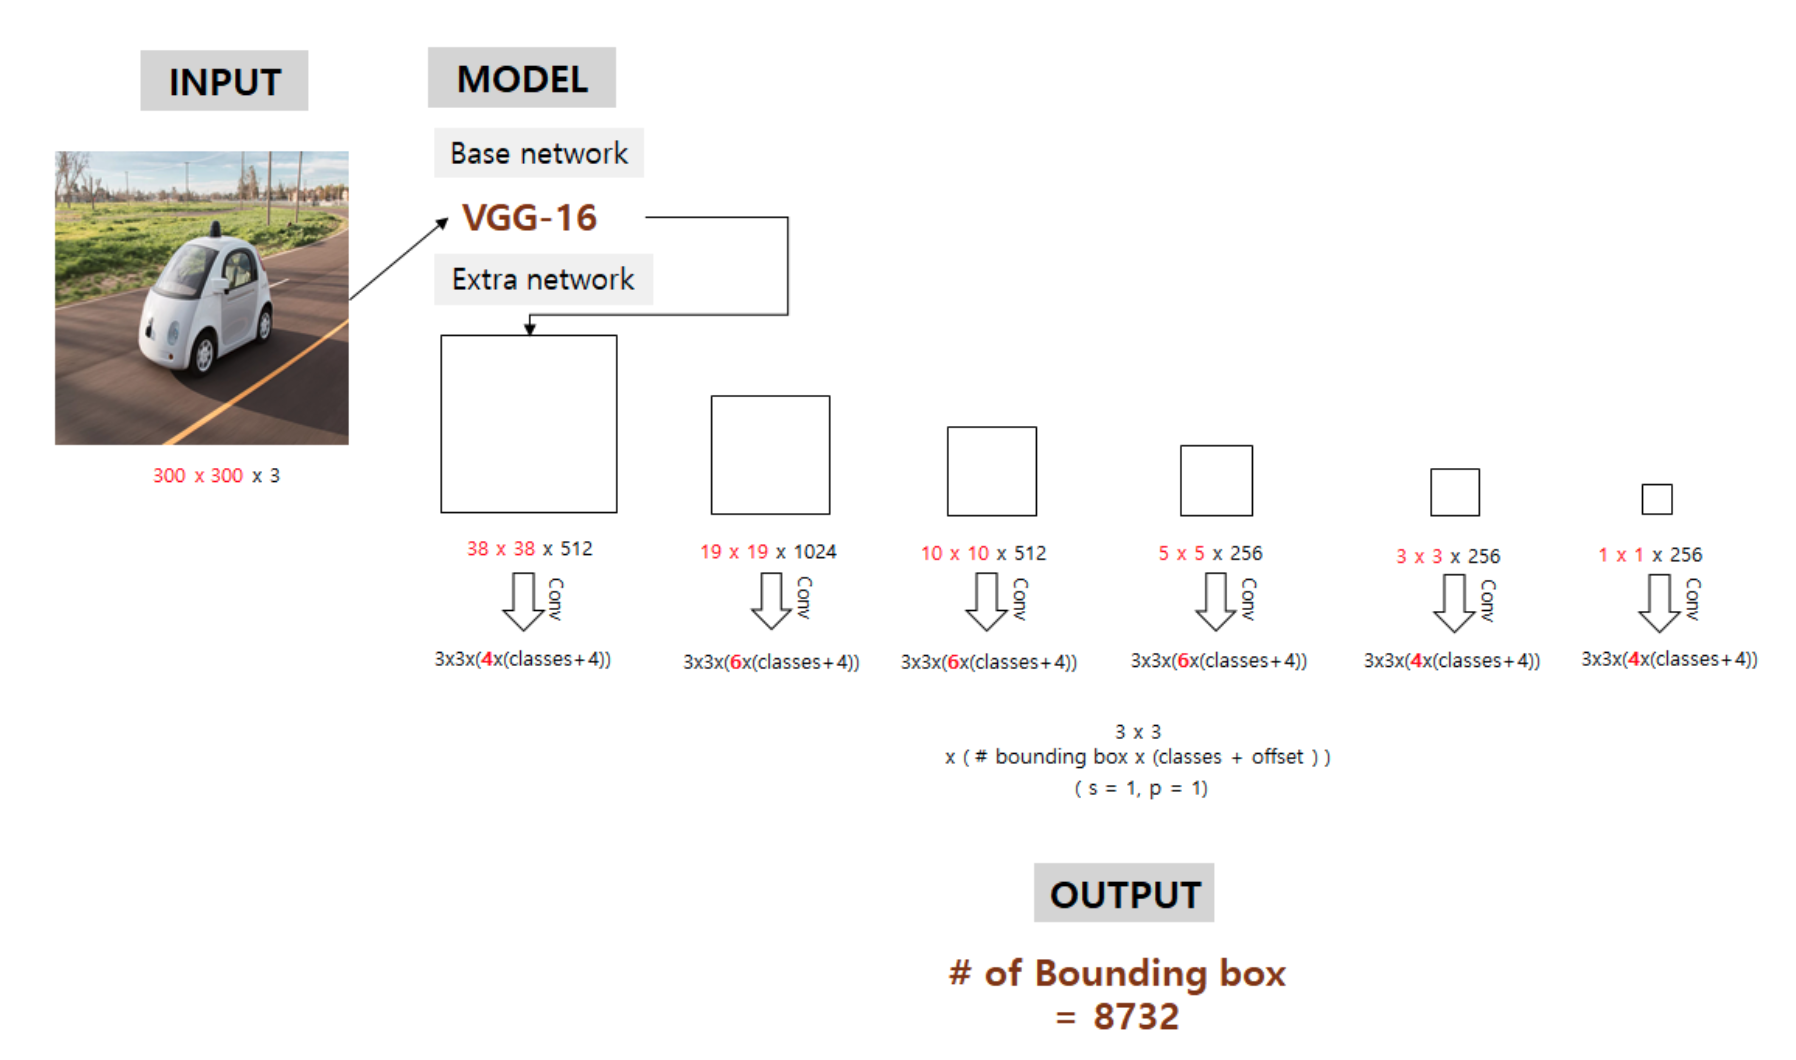 INPUT
MODEL
Base network
VGG-16
Extra network
300 x 300 x 3
38 x 38 x 512
19 x 19 x 1024
10 x 10 x 512
5 x 5 x 256
3 x 3 x 256
1 x 1 x 256
Conv
Conv
Conv
Conv
Conv
Conv
3x3x(4x(classes+4))
3x3x(6x(classes+4))
3x3x(6x(classes+4))
3x3x(6x(classes+4))
3x3x(4x(classes+4))
3x3x(4x(classes+4))
3 x 3
x ( # bounding box x (classes + offset ) )
( s = 1, p = 1)
OUTPUT
# of Bounding box
= 8732